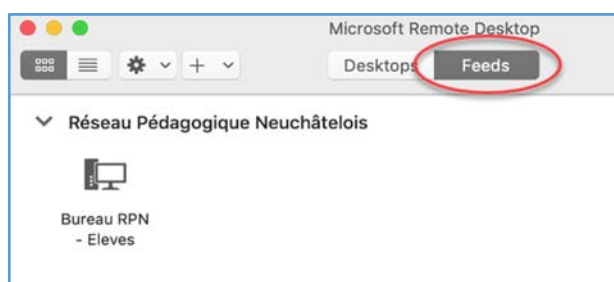 Microsoft Remote Desktop
Desktops Feeds
Réseau Pédagogique Neuchâtelois
Bureau RPN
- Eleves